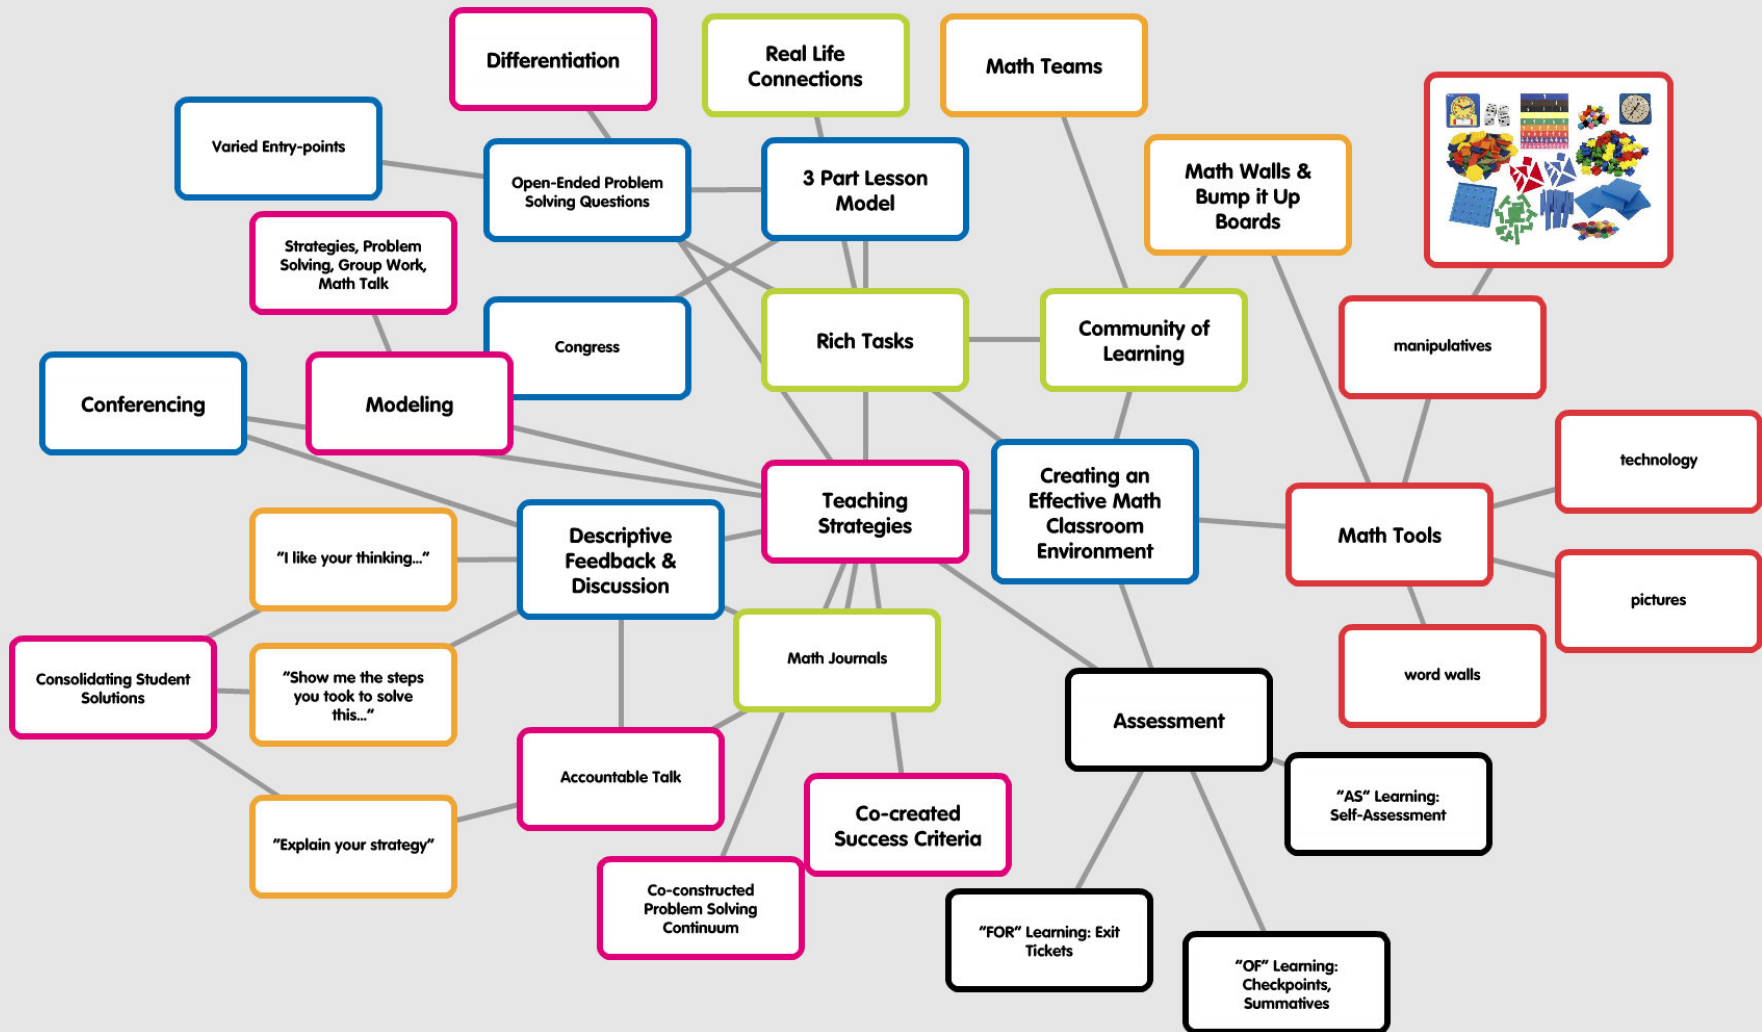 Differentiation
Real Life
Connections
Math Teams
Varied Entry-points
Open-Ended Problem
Solving Questions
3 Part Lesson
Model
Math Walls &
Bump it Up
Boards
Strategies, Problem
Solving, Group Work,
Math Talk
Congress
Rich Tasks
Community of
Learning
manipulatives
Conferencing
Modeling
technology
Teaching
Strategies
Creating an
Effective Math
Classroom
Environment
Math Tools
"I like your thinking..."
Descriptive
Feedback &
Discussion
pictures
Consolidating Student
Solutions
"Show me the steps
you took to solve
this..."
Math Journals
word walls
Assessment
Accountable Talk
"Explain your strategy"
Co-created
Success Criteria
"AS" Learning:
Self-Assessment
Co-constructed
Problem Solving
Continuum
"FOR" Learning: Exit
Tickets
"OF" Learning:
Checkpoints,
Summatives